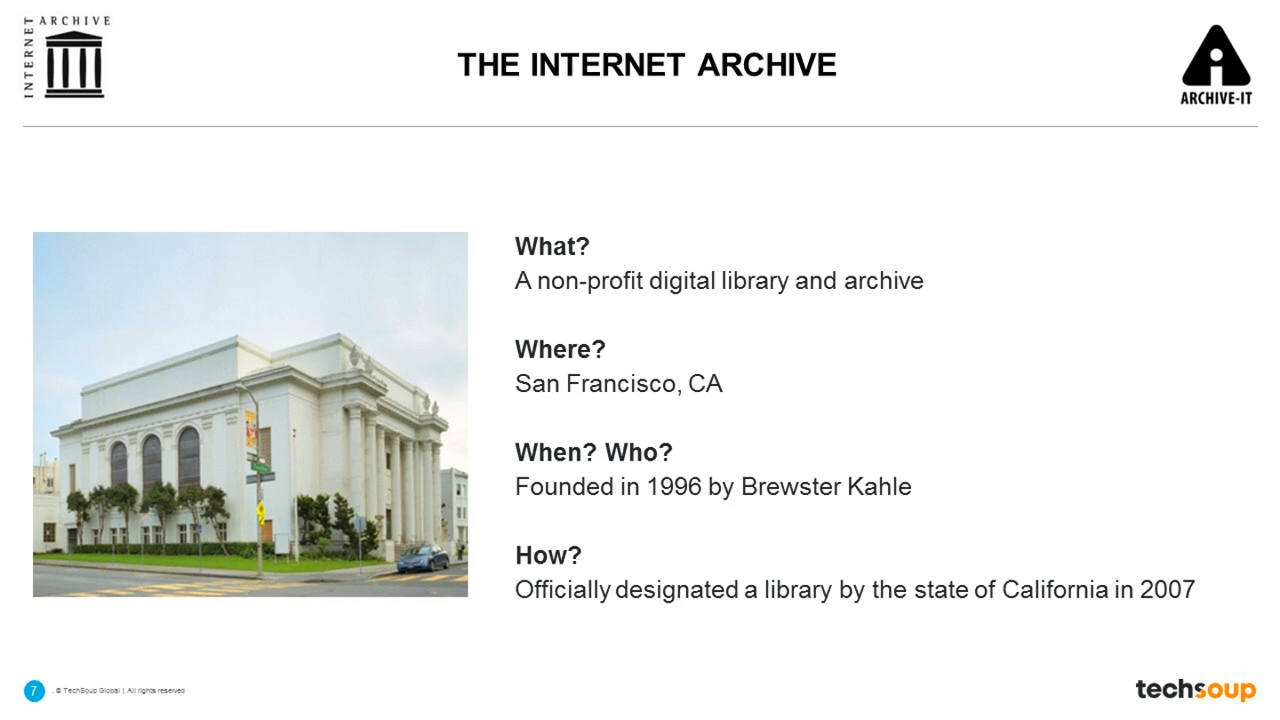 INTERNET ARCHIVE
THE INTERNET ARCHIVE
ARCHIVE-IT
What?
A non-profit digital library and archive
Where?
San Francisco, CA
When? Who?
Founded in 1996 by Brewster Kahle
How?
Officially designated a library by the state of California in 2007
7
. © TechSoup Global | All rights reserved
techsoup